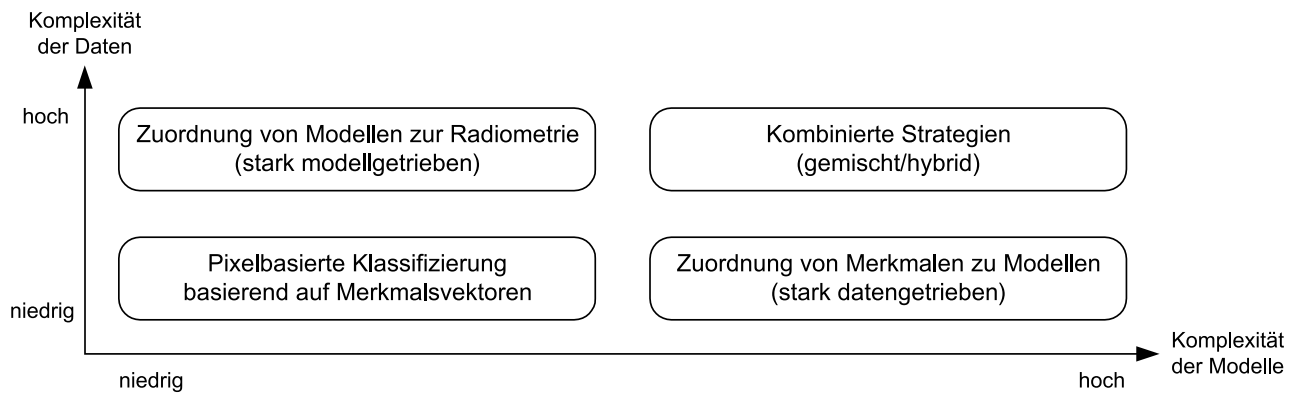 Komplexität
der Daten
hoch
Zuordnung von Modellen zur Radiometrie
(stark modellgetrieben)
Kombinierte Strategien
(gemischt/hybrid)
Pixelbasierte Klassifizierung
basierend auf Merkmalsvektoren
Zuordnung von Merkmalen zu Modellen
(stark datengetrieben)
niedrig
niedrig
hoch
Komplexität
der Modelle